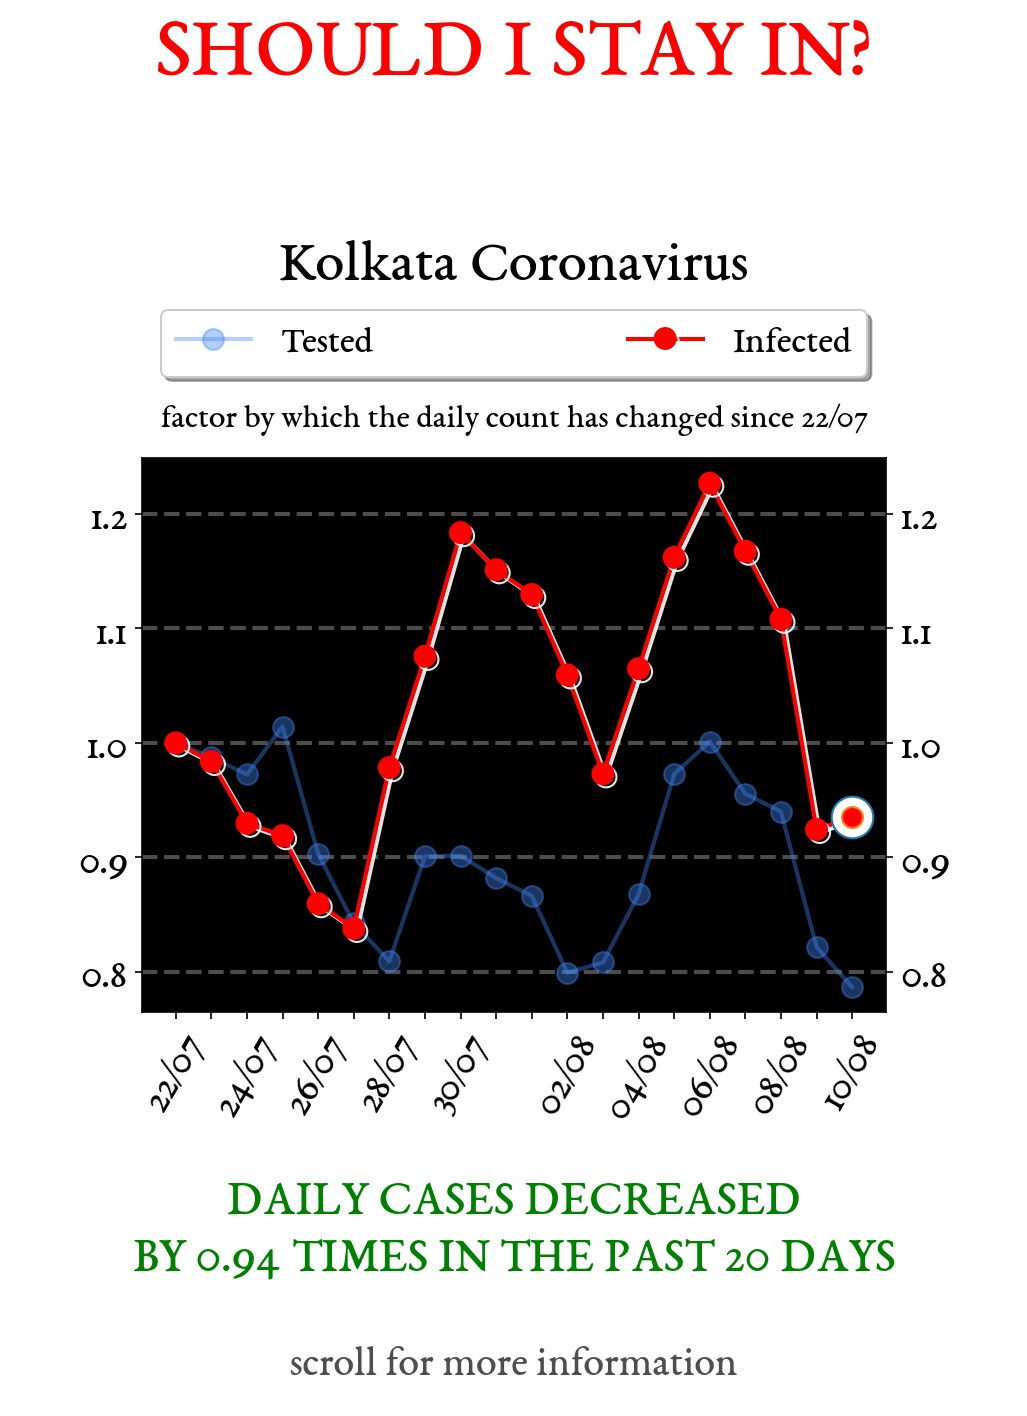 SHOULD I STAY IN?
Kolkata Coronavirus
Tested Infected
factor by which the daily count has changed since 22/07
1.2 1.2
1.1 1.1
1.0 1.0
0.9 0.9
0.8 0.8
22/07 24/07 26/07 28/07 30/07 02/08 04/08 06/08 08/08 10/08
DAILY CASES DECREASED
BY 0.94 TIMES IN THE PAST 20 DAYS
scroll for more information